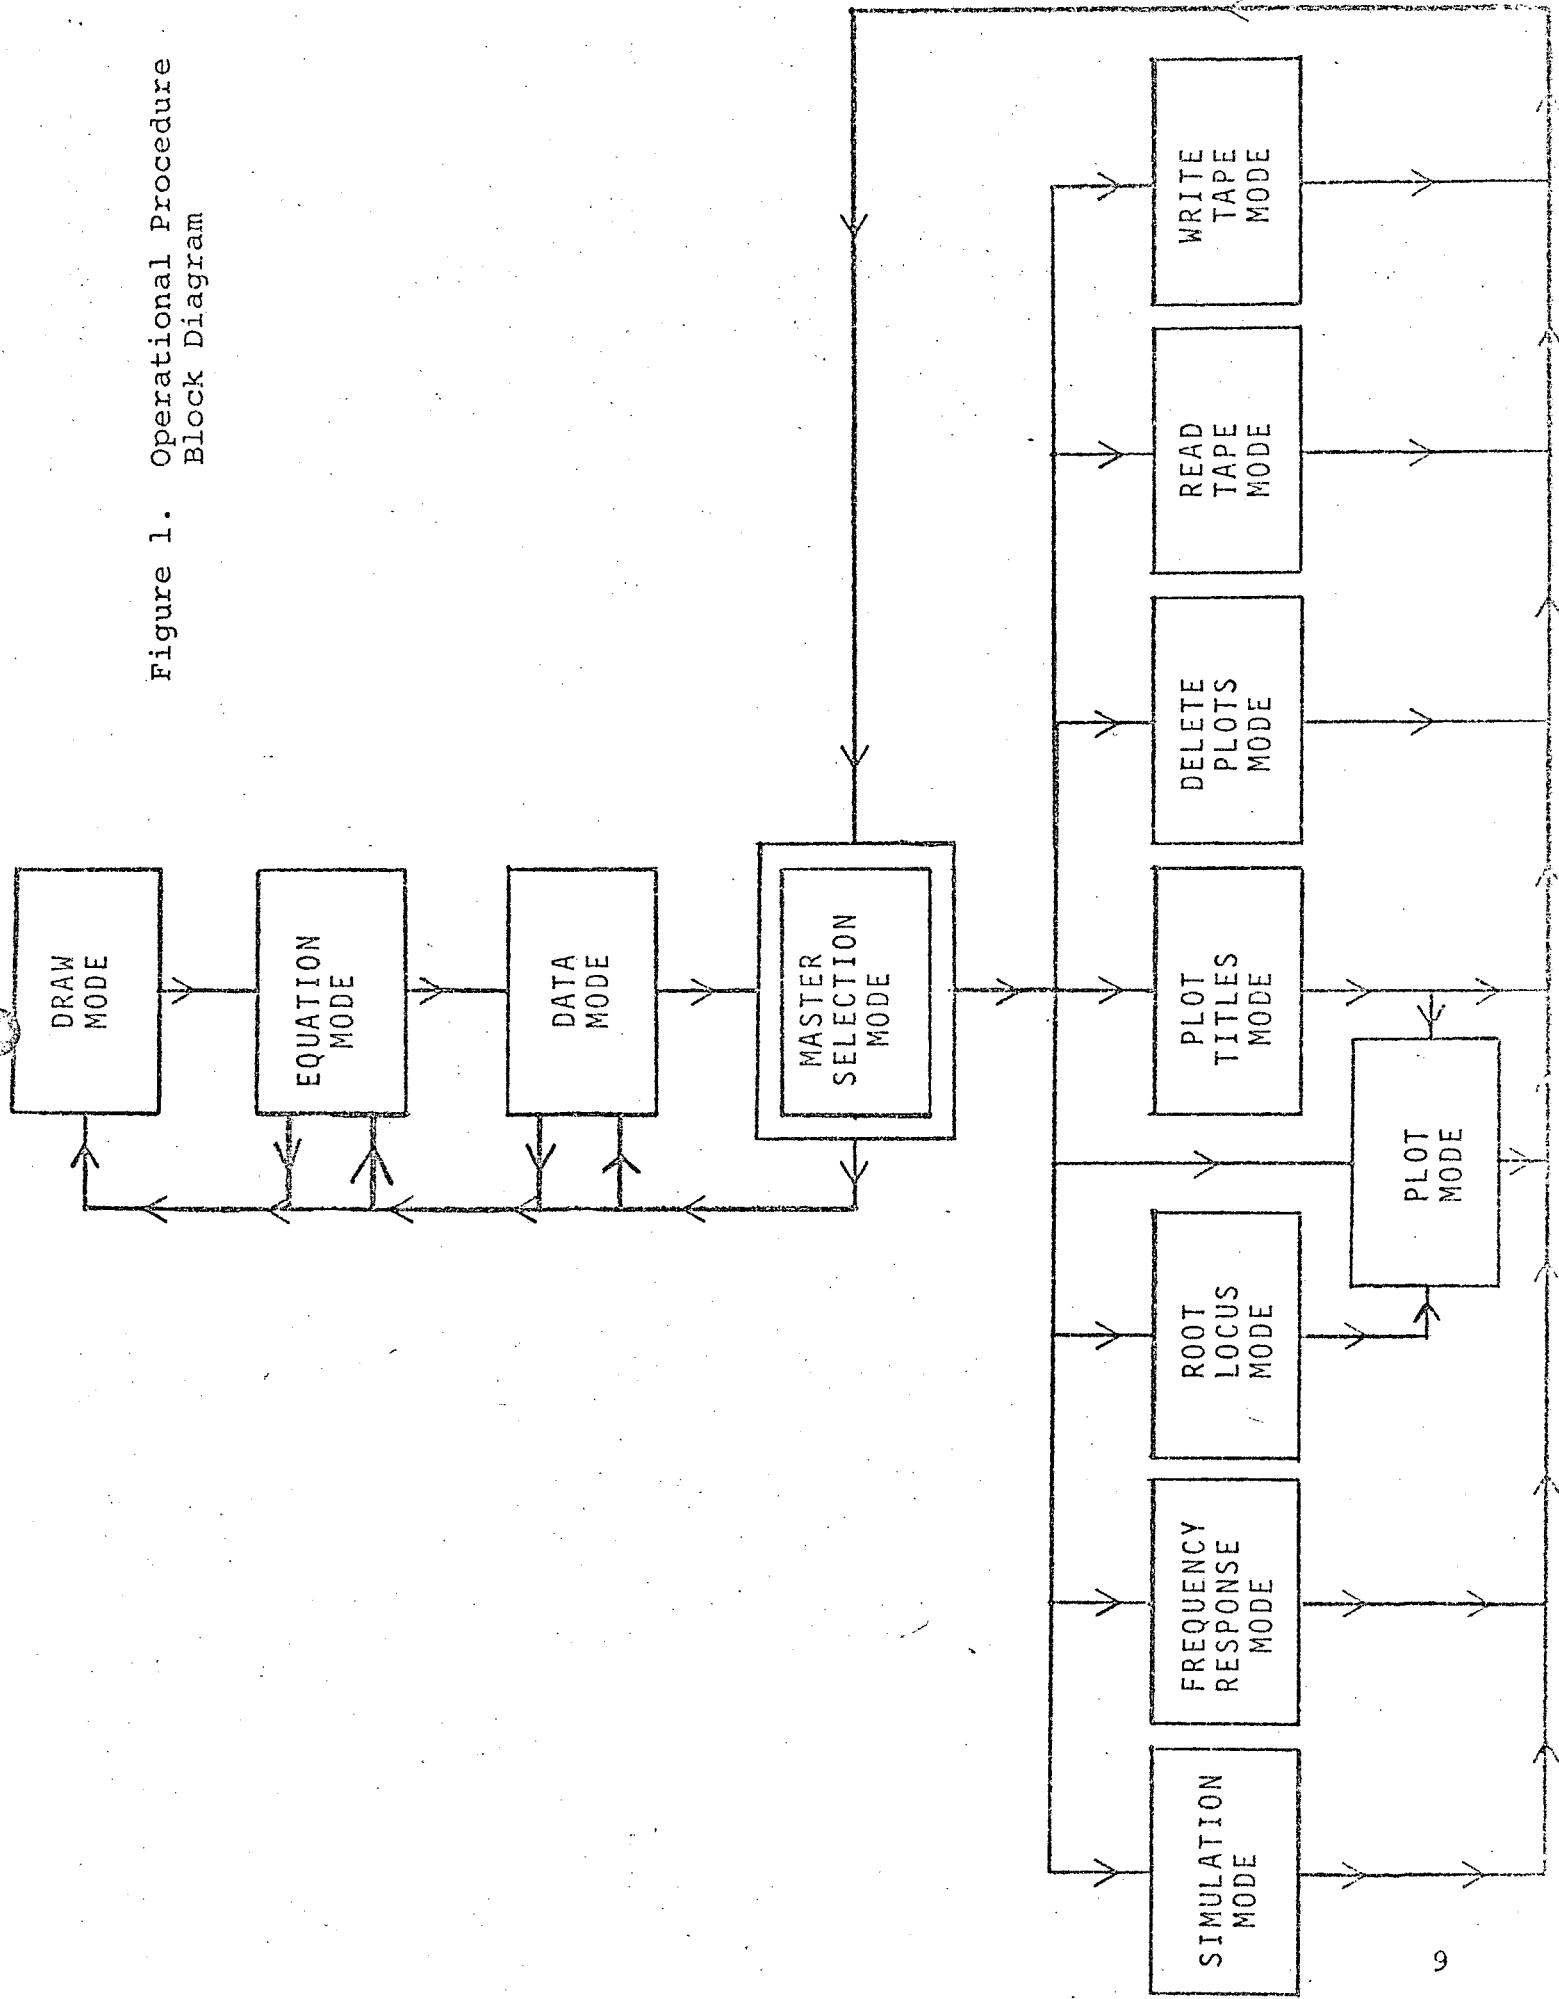 DRAW
MODE
EQUATION
MODE
DATA
MODE
MASTER
SELECTION
MODE
SIMULATION
MODE
FREQUENCY
RESPONSE
MODE
ROOT
LOCUS
MODE
PLOT
MODE
PLOT
TITLES
MODE
DELETE
PLOTS
MODE
READ
TAPE
MODE
WRITE
TAPE
MODE
Figure 1. Operational Procedure
Block Diagram
9